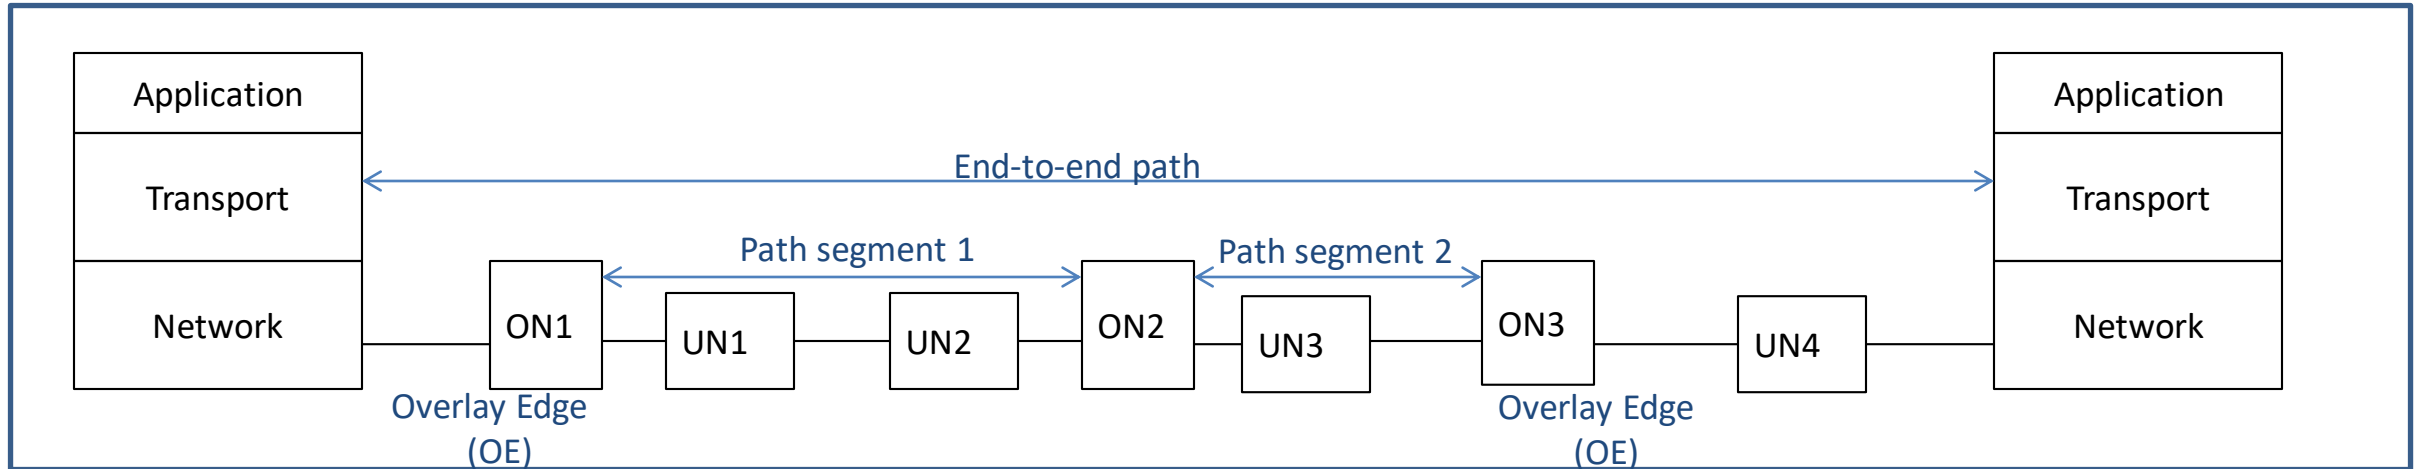 Application
Application
End-to-end path
Transport
Transport
Path segment 1
Path segment 2
Network
ON1
UN1
UN2
ON2
UN3
ON3
UN4
Network
Overlay Edge
(OE)
Overlay Edge
(OE)